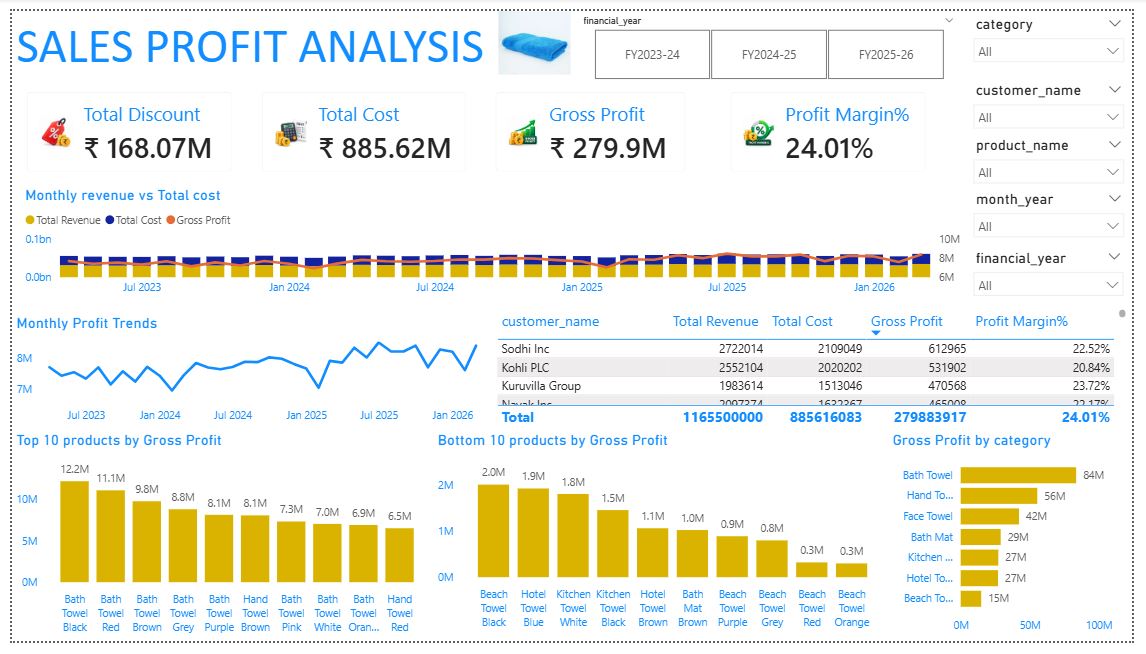 SALES PROFIT ANALYSIS
financial_year
FY2023-24
FY2024-25
FY2025-26
category
All
customer_name
All
product_name
All
month_year
All
financial_year
All
Total Discount
₹ 168.07M
Total Cost
₹ 885.62M
Gross Profit
₹ 279.9M
Profit Margin%
24.01%
Monthly revenue vs Total cost
Total Revenue Total Cost Gross Profit
0.1bn
0.0bn
10M
8M
6M
Jul 2023 Jan 2024 Jul 2024 Jan 2025 Jul 2025 Jan 2026
Monthly Profit Trends
8M
7M
Jul 2023 Jan 2024 Jul 2024 Jan 2025 Jul 2025 Jan 2026
customer_name Total Revenue Total Cost Gross Profit Profit Margin%
Sodhi Inc 2722014 2109049 612965 22.52%
Kohli PLC 2552104 2020202 531902 20.84%
Kuruvilla Group 1983614 1513046 470568 23.72%
Nayak Inc 2097374 1632367 465008 22.17%
Total 1165500000 885616083 279883917 24.01%
Top 10 products by Gross Profit
12.2M 11.1M 9.8M 8.8M 8.1M 8.1M 7.3M 7.0M 6.9M 6.5M
10M
5M
0M
Bath Towel Black
Bath Towel Red
Bath Towel Brown
Bath Towel Grey
Bath Towel Purple
Hand Towel Brown
Bath Towel Pink
Bath Towel White
Bath Towel Oran...
Hand Towel Red
Bottom 10 products by Gross Profit
2.0M 1.9M 1.8M 1.5M 1.1M 1.0M 0.9M 0.8M 0.3M 0.3M
2M
1M
0M
Beach Towel Black
Hotel Towel Blue
Kitchen Towel White
Kitchen Towel Black
Hotel Towel Brown
Bath Mat Brown
Beach Towel Purple
Beach Towel Grey
Beach Towel Red
Beach Towel Orange
Gross Profit by category
Bath Towel 84M
Hand To... 56M
Face Towel 42M
Bath Mat 29M
Kitchen ... 27M
Hotel To... 27M
Beach To... 15M
0M 50M 100M